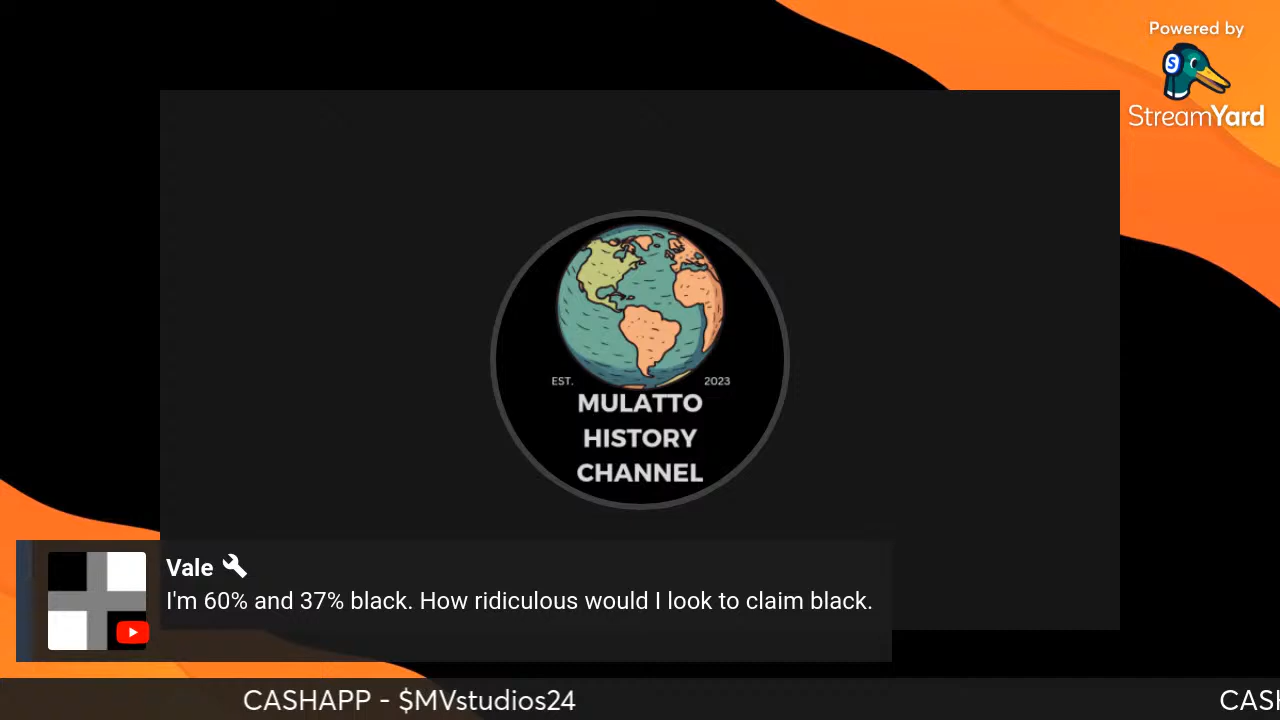 Powered by
StreamYard
EST. 2023
MULATTO
HISTORY
CHANNEL
Vale
I'm 60% and 37% black. How ridiculous would I look to claim black.
CASHAPP - $MVstudios24
CASH